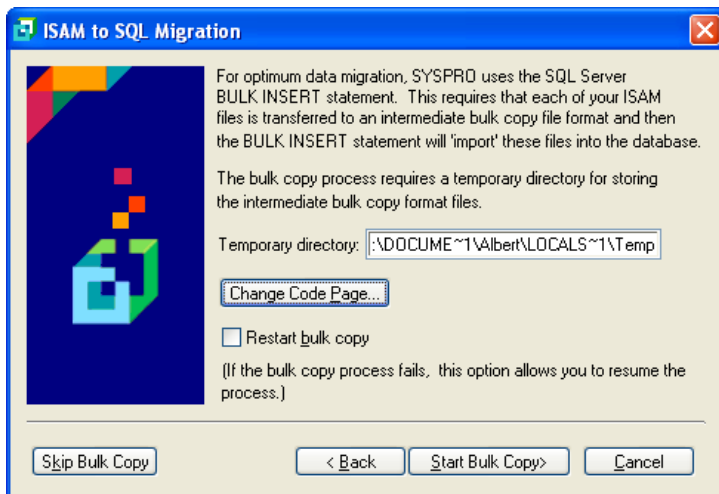 ISAM to SQL Migration
For optimum data migration, SYSPRO uses the SQL Server
BULK INSERT statement. This requires that each of your ISAM
files is transferred to an intermediate bulk copy file format and then
the BULK INSERT statement will 'import' these files into the database.
The bulk copy process requires a temporary directory for storing
the intermediate bulk copy format files.
Temporary directory: :\DOCUME~1\Albert\LOCALS~1\Temp
Change Code Page...
Restart bulk copy
(If the bulk copy process fails, this option allows you to resume the
process.)
Skip Bulk Copy < Back Start Bulk Copy> Cancel